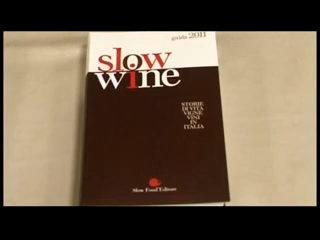 guida 2011
slow
wine
STORIE
DI VITA
VIGNE
VINI
IN
ITALIA
Slow Food Editore